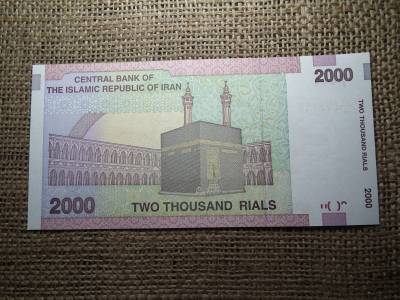 CENTRAL BANK OF
THE ISLAMIC REPUBLIC OF IRAN
2000
TWO THOUSAND RIALS
2000
2000
TWO THOUSAND RIALS